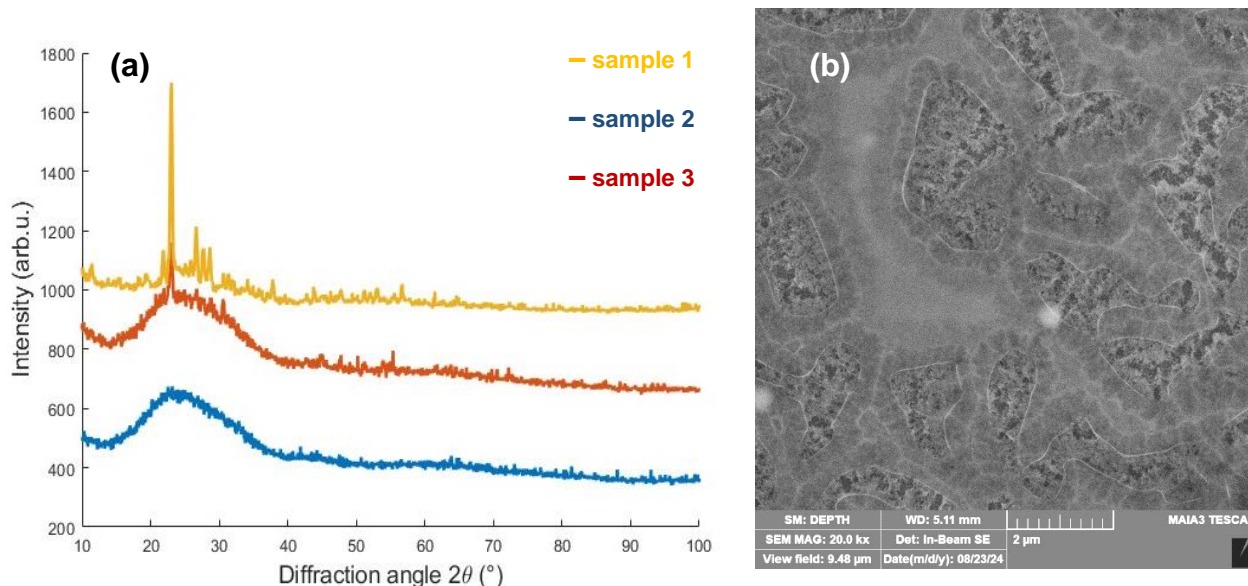 (a)
sample 1
sample 2
sample 3
Intensity (arb.u.)
1800
1600
1400
1200
1000
800
600
400
200
10 20 30 40 50 60 70 80 90 100
Diffraction angle 2θ (°)
(b)
SM: DEPTH WD: 5.11 mm MAIA3 TESCA
SEM MAG: 20.0 kx Det: In-Beam SE 2 µm
View field: 9.48 µm Date(m/d/y): 08/23/24